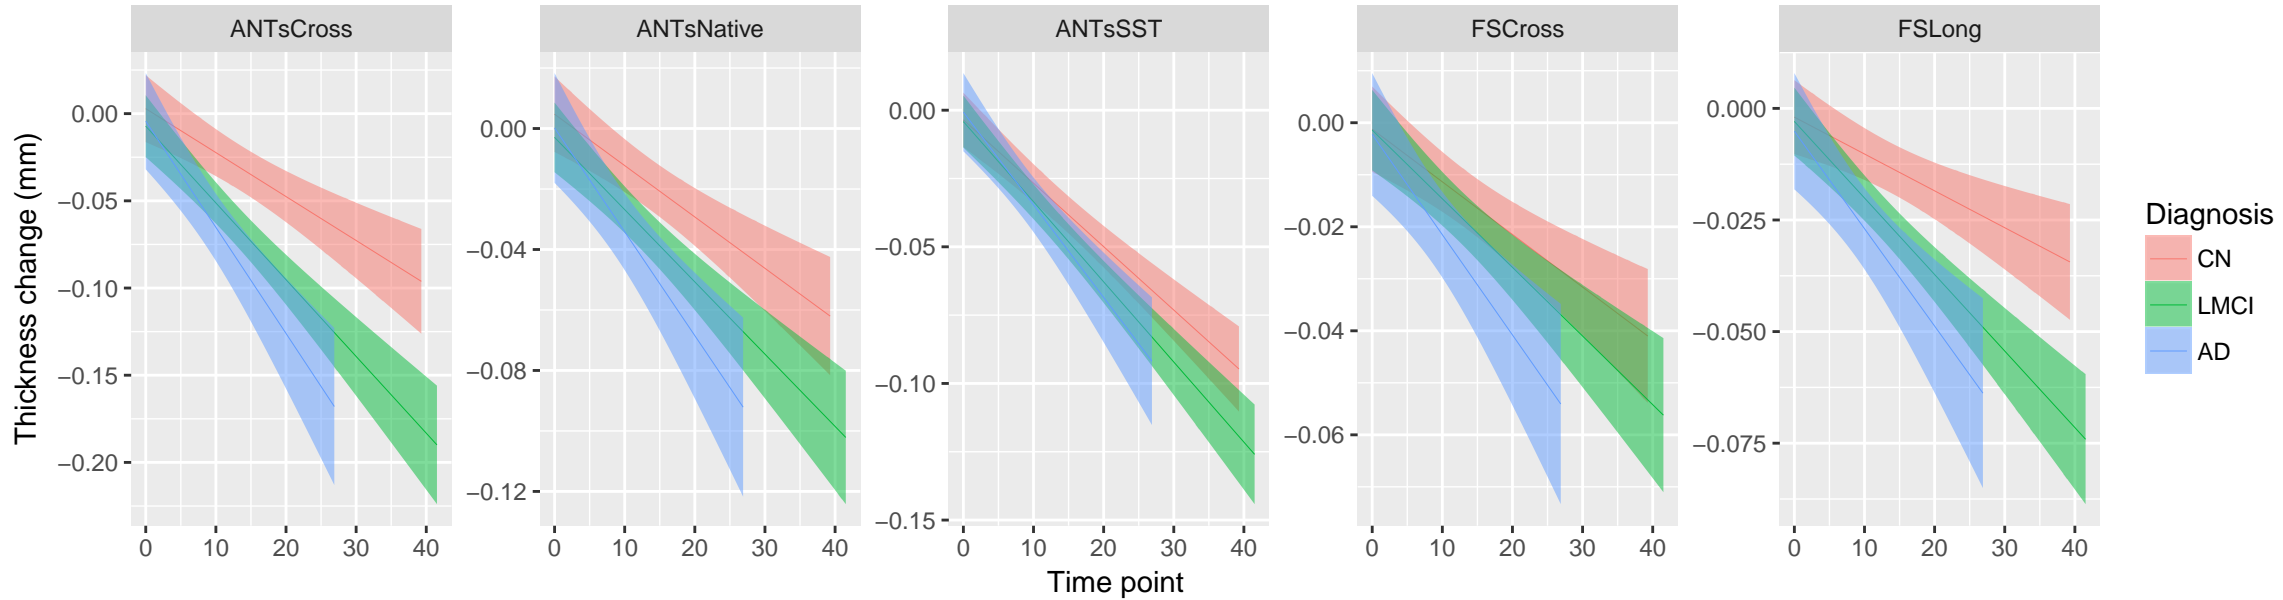 ANTsCross ANTsNative ANTsSST FSCross FSLong
Thickness change (mm)
0.00
−0.05
−0.10
−0.15
−0.20
0 10 20 30 40
0.00
−0.04
−0.08
−0.12
0 10 20 30 40
0.00
−0.05
−0.10
−0.15
0 10 20 30 40
0.00
−0.02
−0.04
−0.06
0 10 20 30 40
0.000
−0.025
−0.050
−0.075
0 10 20 30 40
Time point
Diagnosis
CN
LMCI
AD